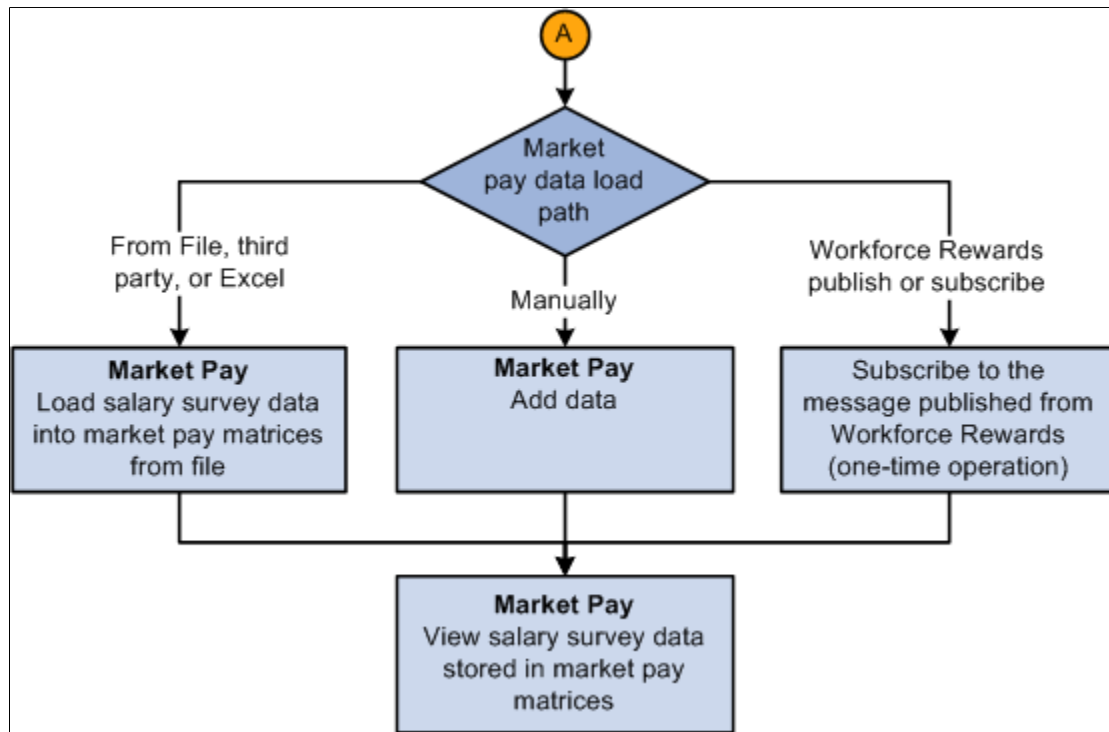 A
Market
pay data load
path
From File, third
party, or Excel
Manually
Workforce Rewards
publish or subscribe
Market Pay
Load salary survey data
into market pay matrices
from file
Market Pay
Add data
Subscribe to the
message published from
Workforce Rewards
(one-time operation)
Market Pay
View salary survey data
stored in market pay
matrices